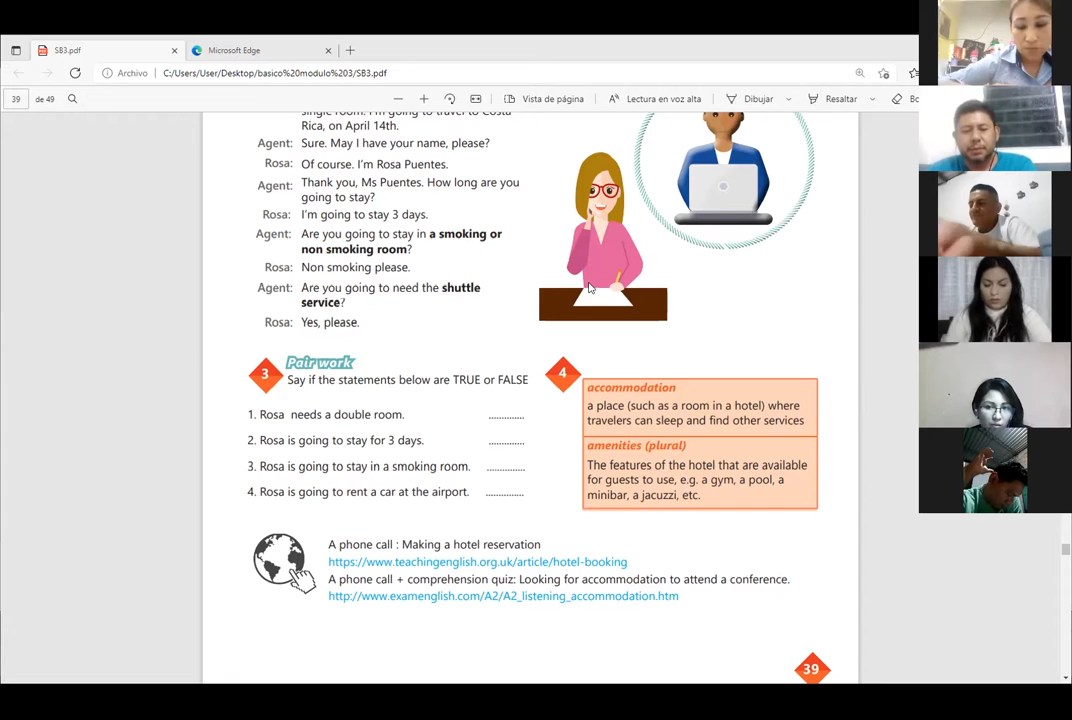 SB3.pdf
Microsoft Edge
Archivo
C:/Users/User/Desktop/basico%20modulo%203/SB3.pdf
39
de 49
Vista de página
Lectura en voz alta
Dibujar
Resaltar
single room. I'm going to travel to Costa
Rica, on April 14th.
Agent: Sure. May I have your name, please?
Rosa: Of course. I'm Rosa Puentes.
Agent: Thank you, Ms Puentes. How long are you
going to stay?
Rosa: I'm going to stay 3 days.
Agent: Are you going to stay in a smoking or
non smoking room?
Rosa: Non smoking please.
Agent: Are you going to need the shuttle
service?
Rosa: Yes, please.
3
Pair work
Say if the statements below are TRUE or FALSE
1. Rosa needs a double room. ..............
2. Rosa is going to stay for 3 days. ..............
3. Rosa is going to stay in a smoking room. ..............
4. Rosa is going to rent a car at the airport. ..............
4
accommodation
a place (such as a room in a hotel) where
travelers can sleep and find other services
amenities (plural)
The features of the hotel that are available
for guests to use, e.g. a gym, a pool, a
minibar, a jacuzzi, etc.
A phone call : Making a hotel reservation
https://www.teachingenglish.org.uk/article/hotel-booking
A phone call + comprehension quiz: Looking for accommodation to attend a conference.
http://www.examenglish.com/A2/A2_listening_accommodation.htm
39